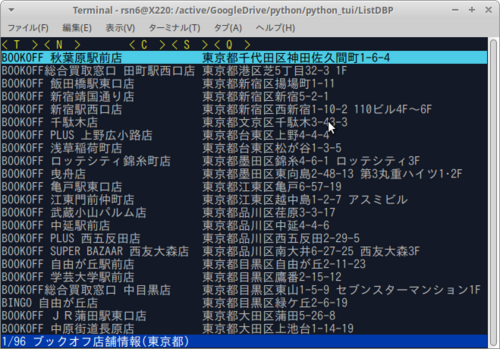 Terminal - rsn6@X220: /active/GoogleDrive/python/python_tui/ListDBP
ファイル(F) 編集(E) 表示(V) ターミナル(T) タブ(A) ヘルプ(H)
<T><N> <C><S><Q>
BOOKOFF 秋葉原駅前店 東京都千代田区神田佐久間町1-6-4
BOOKOFF総合買取窓口 田町駅西口店 東京都港区芝5丁目32-3 1F
BOOKOFF 飯田橋駅東口店 東京都新宿区揚場町1-11
BOOKOFF 新宿靖国通り店 東京都新宿区新宿5-2-1
BOOKOFF 新宿駅西口店 東京都新宿区西新宿1-10-2 110ビル4F～6F
BOOKOFF 千駄木店 東京都文京区千駄木3-43-3
BOOKOFF PLUS 上野広小路店 東京都台東区上野4-4-4
BOOKOFF 浅草稲荷町店 東京都台東区松が谷1-3-5
BOOKOFF ロッテシティ錦糸町店 東京都墨田区錦糸4-6-1 ロッテシティ3F
BOOKOFF 曳舟店 東京都墨田区東向島2-48-13 第3丸重ハイツ1・2F
BOOKOFF 亀戸駅東口店 東京都江東区亀戸6-57-19
BOOKOFF 江東門前仲町店 東京都江東区越中島1-2-7 アスミビル
BOOKOFF 武蔵小山パルム店 東京都品川区荏原3-3-17
BOOKOFF 中延駅前店 東京都品川区中延4-4-6
BOOKOFF PLUS 西五反田店 東京都品川区西五反田2-29-5
BOOKOFF SUPER BAZAAR 西友大森店 東京都品川区南大井6-27-25 西友大森3F
BOOKOFF 自由が丘駅前店 東京都目黒区自由が丘2-11-23
BOOKOFF 学芸大学駅前店 東京都目黒区鷹番2-15-12
BOOKOFF総合買取窓口 中目黒店 東京都目黒区東山1-5-9 セブンスターマンション1F
BINGO 自由が丘店 東京都目黒区緑ケ丘2-6-19
BOOKOFF ＪＲ蒲田駅東口店 東京都大田区蒲田5-26-8
BOOKOFF 中原街道長原店 東京都大田区上池台1-14-19
1/96 ブックオフ店舗情報(東京都)